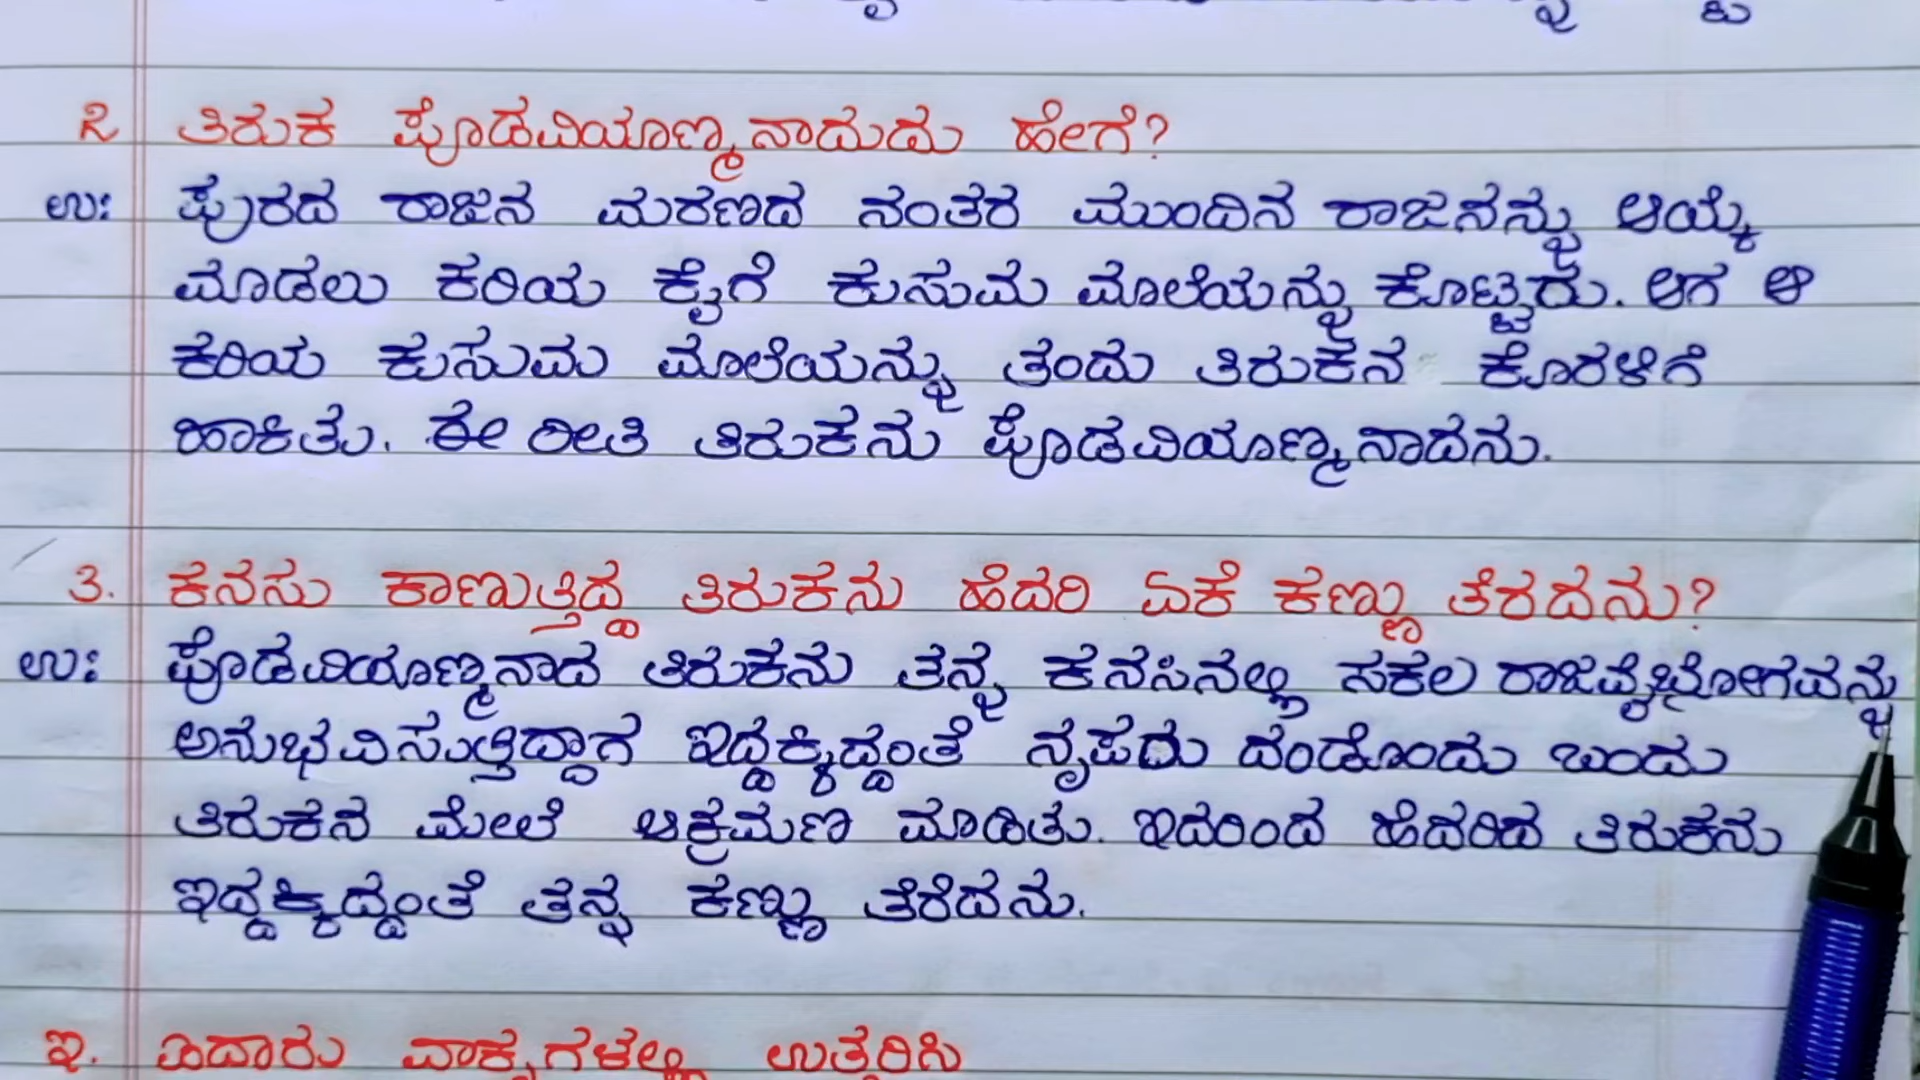 ೨ ತಿರುಕ ಪೊಡವಿಯಾಣ್ಮನಾದುದು ಹೇಗೆ?
ಉ: ಪುರದ ರಾಜನ ಮರಣದ ನಂತರ ಮುಂದಿನ ರಾಜನನ್ನು ಆಯ್ಕೆ
ಮಾಡಲು ಕರಿಯ ಕೈಗೆ ಕುಸುಮ ಮಾಲೆಯನ್ನು ಕೊಟ್ಟರು. ಆಗ ಆ
ಕರಿಯ ಕುಸುಮ ಮಾಲೆಯನ್ನು ತಂದು ತಿರುಕನ ಕೊರಳಿಗೆ
ಹಾಕಿತು. ಈ ರೀತಿ ತಿರುಕನು ಪೊಡವಿಯಾಣ್ಮನಾದನು.
3. ಕನಸು ಕಾಣುತ್ತಿದ್ದ ತಿರುಕನು ಹೆದರಿ ಏಕೆ ಕಣ್ಣು ತೆರದನು?
ಉ: ಪೊಡವಿಯಾಣ್ಮನಾದ ತಿರುಕನು ತನ್ನ ಕನಸಿನಲ್ಲಿ ಸಕಲ ರಾಜವೈಭೋಗವನ್ನು
ಅನುಭವಿಸುತ್ತಿದ್ದಾಗ ಇದ್ದಕ್ಕಿದ್ದಂತೆ ನೃಪರು ದಂಡೊಂದು ಬಂದು
ತಿರುಕನ ಮೇಲೆ ಆಕ್ರಮಣ ಮಾಡಿತು. ಇದರಿಂದ ಹೆದರಿದ ತಿರುಕನು
ಇದ್ದಕ್ಕಿದ್ದಂತೆ ತನ್ನ ಕಣ್ಣು ತೆರೆದನು.
ಇ. ಐದಾರು ವಾಕ್ಯಗಳಲ್ಲಿ ಉತ್ತರಿಸಿ